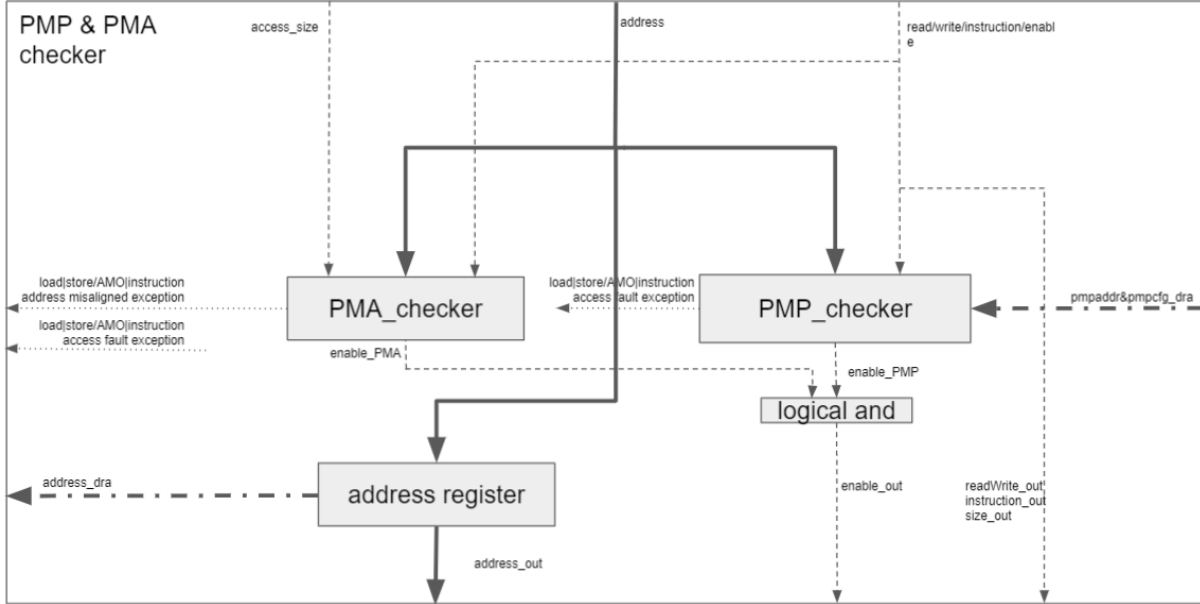 PMP & PMA
checker
access_size
address
read/write/instruction/enabl
e
load|store/AMO|instruction
address misaligned exception
load|store/AMO|instruction
access fault exception
PMA_checker
load|store/AMO|instruction
access fault exception
PMP_checker
pmpaddr&pmpcfg_dra
enable_PMA
enable_PMP
logical and
address_dra
address register
enable_out
readWrite_out
instruction_out
size_out
address_out